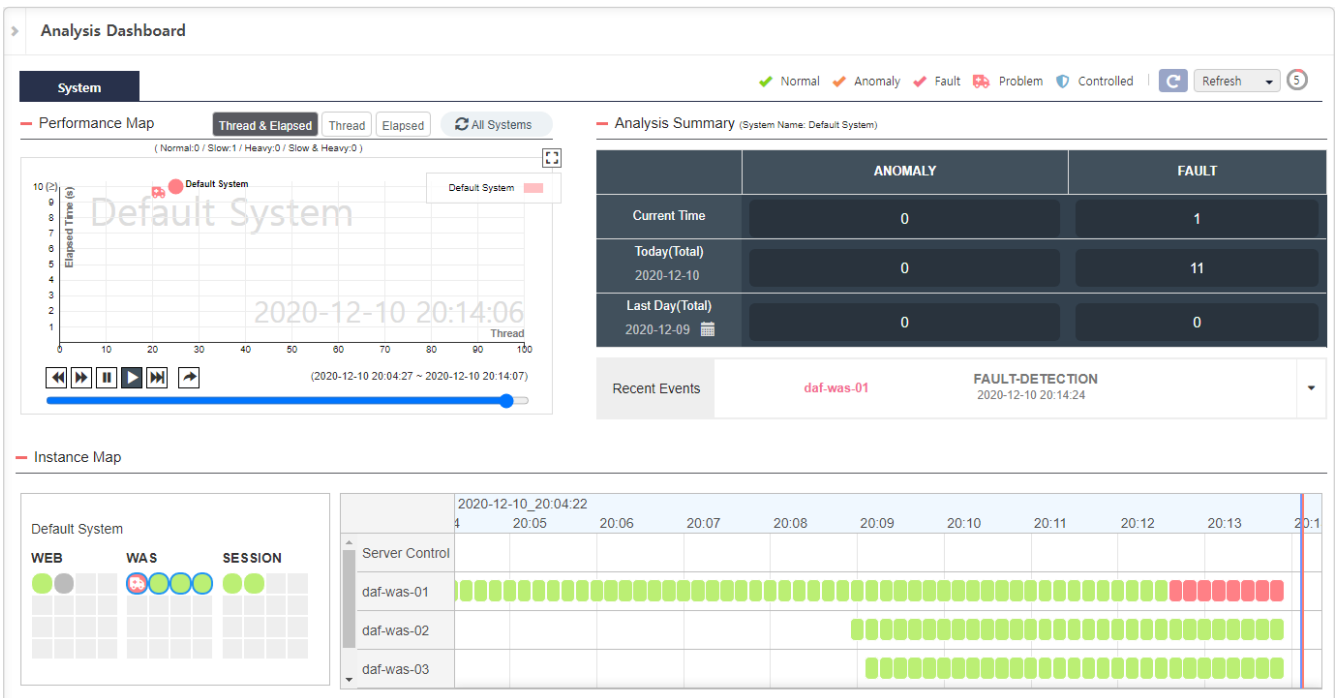 Analysis Dashboard
System
Normal Anomaly Fault Problem Controlled Refresh 5
Performance Map Thread & Elapsed Thread Elapsed All Systems
( Normal:0 / Slow:1 / Heavy:0 / Slow & Heavy:0 )
Default System
Default System
Default System
2020-12-10 20:14:06
Elapsed Time (s)
Thread
10 (≥)
9
8
7
6
5
4
3
2
1
0 10 20 30 40 50 60 70 80 90 100
(2020-12-10 20:04:27 ~ 2020-12-10 20:14:07)
Analysis Summary (System Name: Default System)
ANOMALY FAULT
Current Time 0 1
Today(Total)
2020-12-10
0 11
Last Day(Total)
2020-12-09
0 0
Recent Events daf-was-01
FAULT-DETECTION
2020-12-10 20:14:24
Instance Map
Default System
WEB WAS SESSION
2020-12-10_20:04:22
4 20:05 20:06 20:07 20:08 20:09 20:10 20:11 20:12 20:13 20:1
Server Control
daf-was-01
daf-was-02
daf-was-03